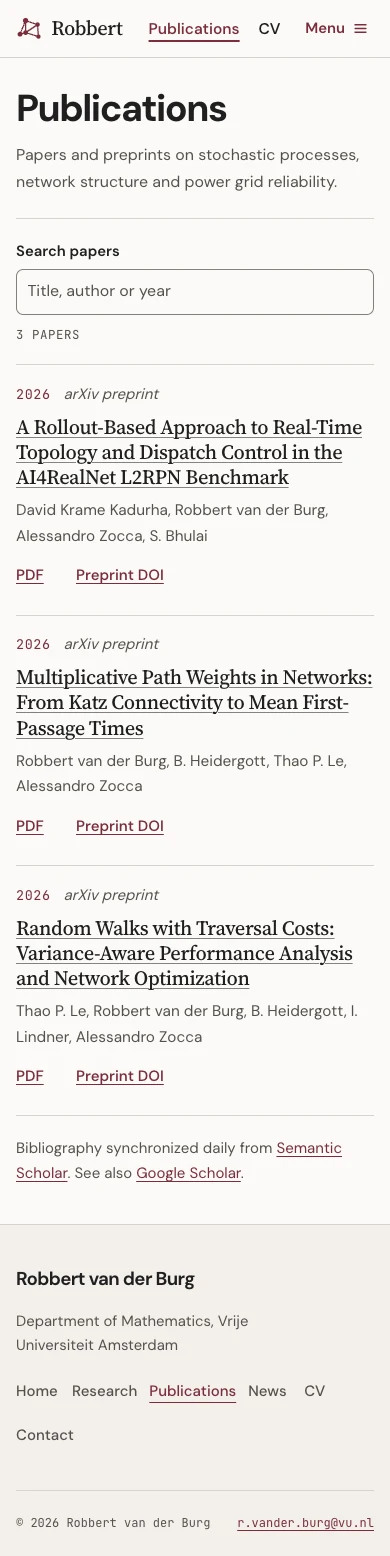 Robbert Publications CV Menu
Publications
Papers and preprints on stochastic processes,
network structure and power grid reliability.
Search papers
Title, author or year
3 PAPERS
2026 arXiv preprint
A Rollout-Based Approach to Real-Time
Topology and Dispatch Control in the
AI4RealNet L2RPN Benchmark
David Krame Kadurha, Robbert van der Burg,
Alessandro Zocca, S. Bhulai
PDF Preprint DOI
2026 arXiv preprint
Multiplicative Path Weights in Networks:
From Katz Connectivity to Mean First-
Passage Times
Robbert van der Burg, B. Heidergott, Thao P. Le,
Alessandro Zocca
PDF Preprint DOI
2026 arXiv preprint
Random Walks with Traversal Costs:
Variance-Aware Performance Analysis
and Network Optimization
Thao P. Le, Robbert van der Burg, B. Heidergott, I.
Lindner, Alessandro Zocca
PDF Preprint DOI
Bibliography synchronized daily from Semantic
Scholar. See also Google Scholar.
Robbert van der Burg
Department of Mathematics, Vrije
Universiteit Amsterdam
Home Research Publications News CV
Contact
© 2026 Robbert van der Burg r.vander.burg@vu.nl